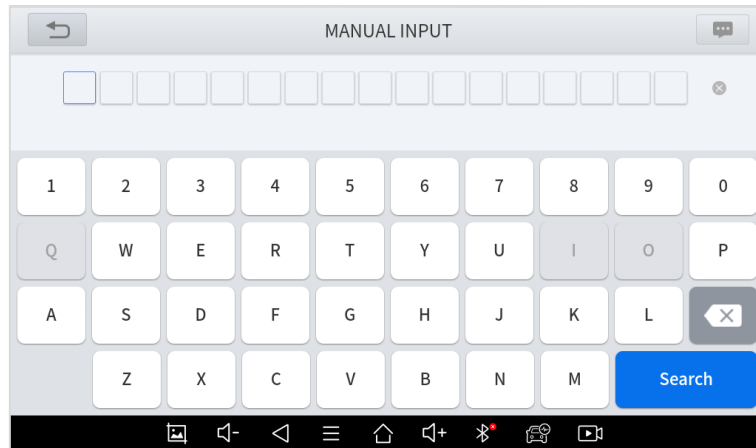 MANUAL INPUT
1 2 3 4 5 6 7 8 9 0
Q W E R T Y U I O P
A S D F G H J K L
Z X C V B N M Search